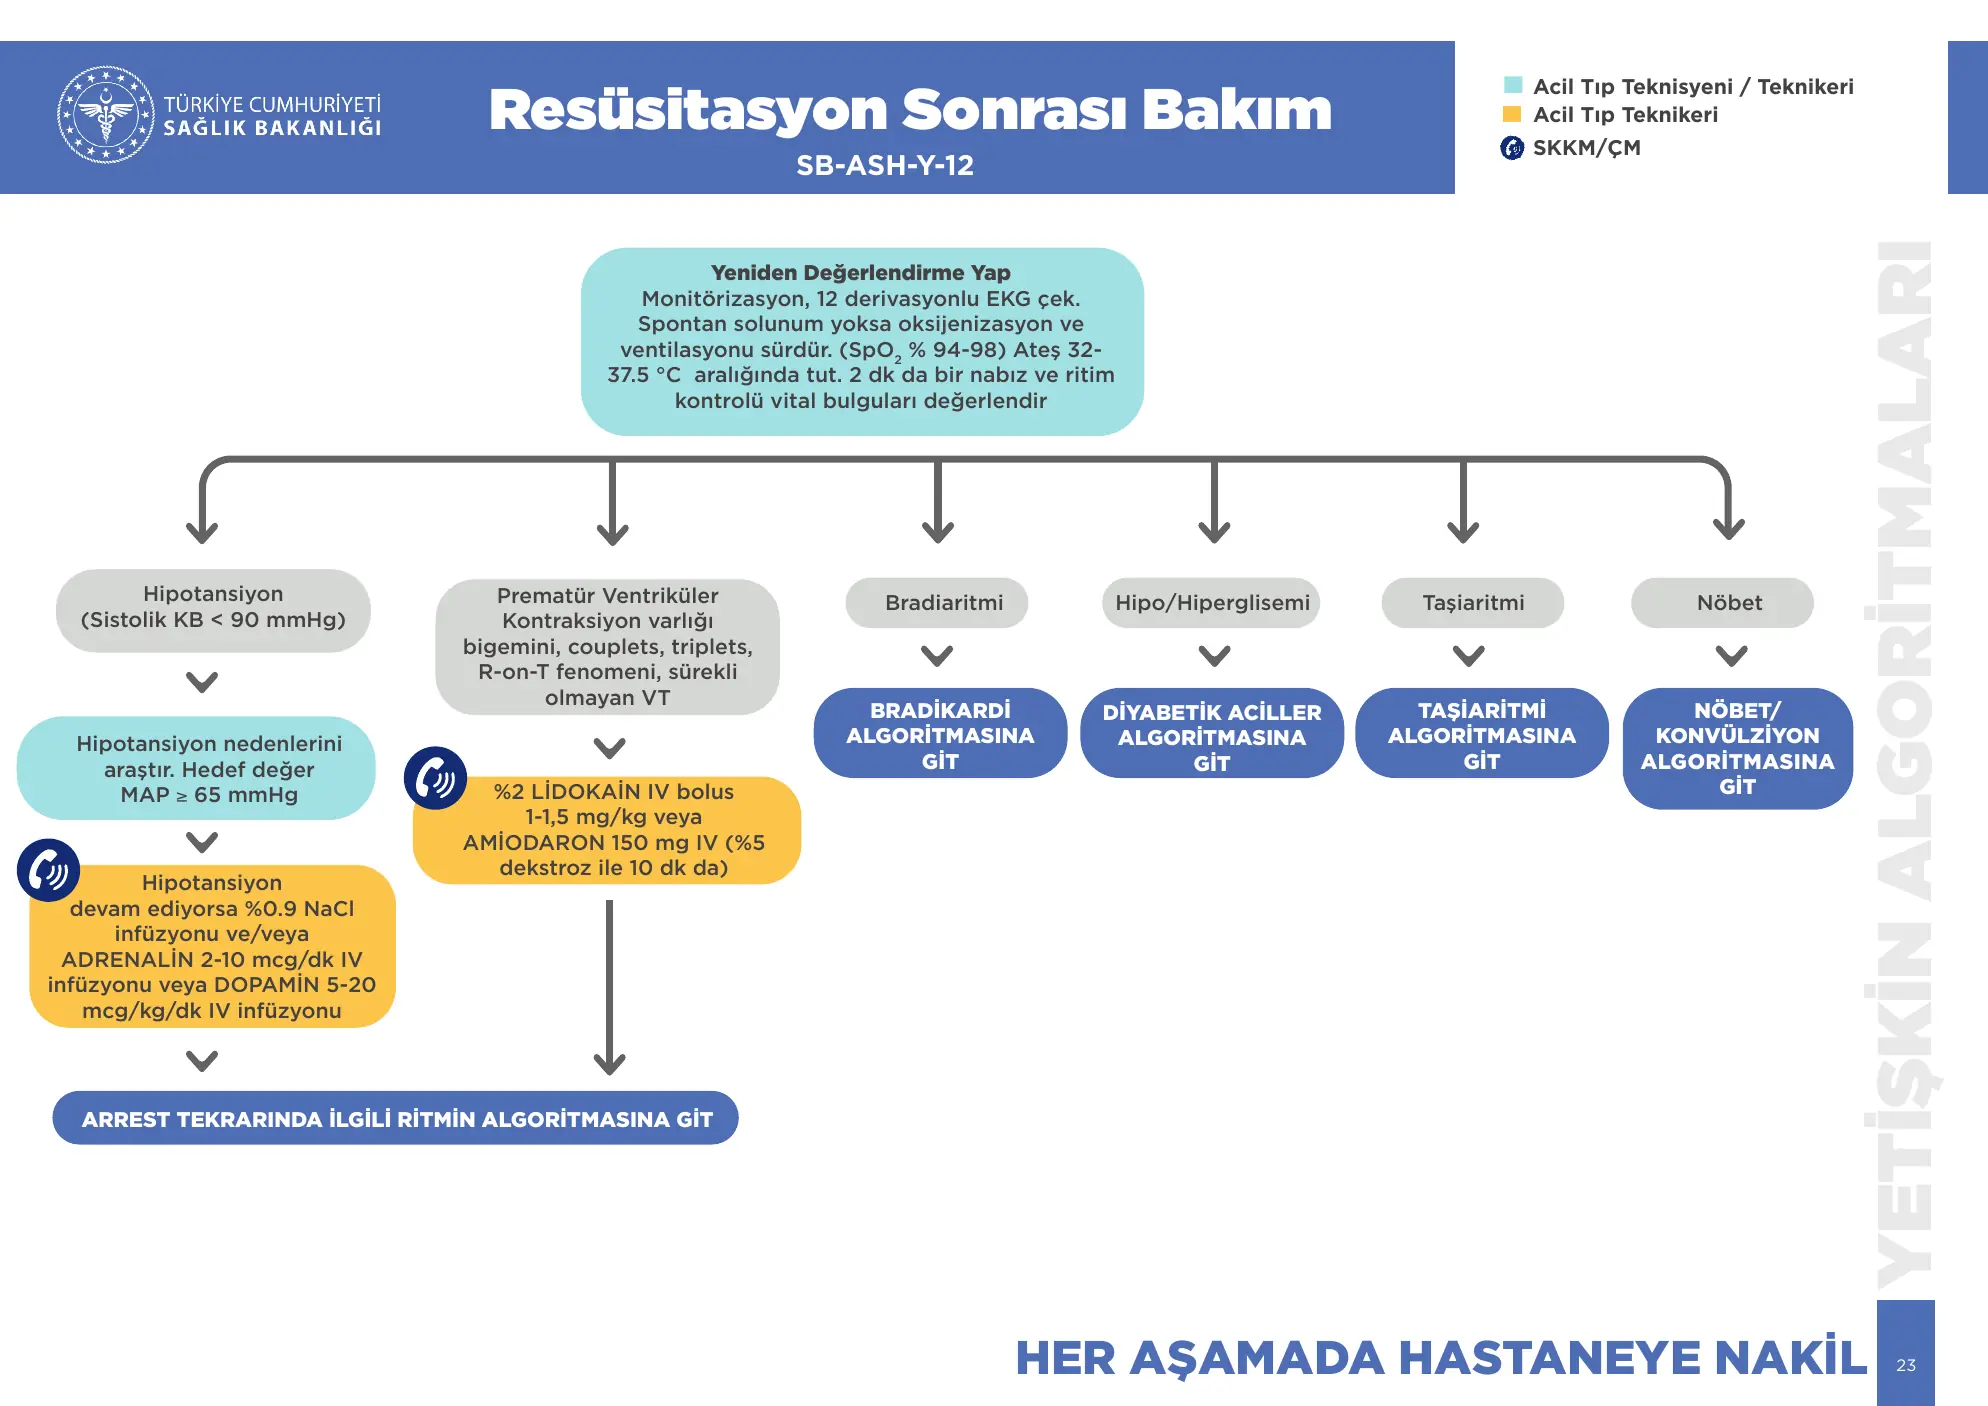 TÜRKİYE CUMHURİYETİ
SAĞLIK BAKANLIĞI
Resüsitasyon Sonrası Bakım
SB-ASH-Y-12
Acil Tıp Teknisyeni / Teknikeri
Acil Tıp Teknikeri
SKKM/ÇM
Yeniden Değerlendirme Yap
Monitörizasyon, 12 derivasyonlu EKG çek.
Spontan solunum yoksa oksijenizasyon ve
ventilasyonu sürdür. (SpO₂ % 94-98) Ateş 32-
37.5 °C aralığında tut. 2 dk da bir nabız ve ritim
kontrolü vital bulguları değerlendir
Hipotansiyon
(Sistolik KB < 90 mmHg)
Hipotansiyon nedenlerini
araştır. Hedef değer
MAP ≥ 65 mmHg
Hipotansiyon
devam ediyorsa %0.9 NaCl
infüzyonu ve/veya
ADRENALİN 2-10 mcg/dk IV
infüzyonu veya DOPAMİN 5-20
mcg/kg/dk IV infüzyonu
Prematür Ventriküler
Kontraksiyon varlığı
bigemini, couplets, triplets,
R-on-T fenomeni, sürekli
olmayan VT
%2 LİDOKAİN IV bolus
1-1,5 mg/kg veya
AMİODARON 150 mg IV (%5
dekstroz ile 10 dk da)
ARREST TEKRARINDA İLGİLİ RİTMİN ALGORİTMASINA GİT
Bradiaritmi
BRADİKARDİ
ALGORİTMASINA
GİT
Hipo/Hiperglisemi
DİYABETİK ACİLLER
ALGORİTMASINA
GİT
Taşiaritmi
TAŞİARİTMİ
ALGORİTMASINA
GİT
Nöbet
NÖBET/
KONVÜLZİYON
ALGORİTMASINA
GİT
YETİŞKİN ALGORİTMALARI
HER AŞAMADA HASTANEYE NAKİL
23